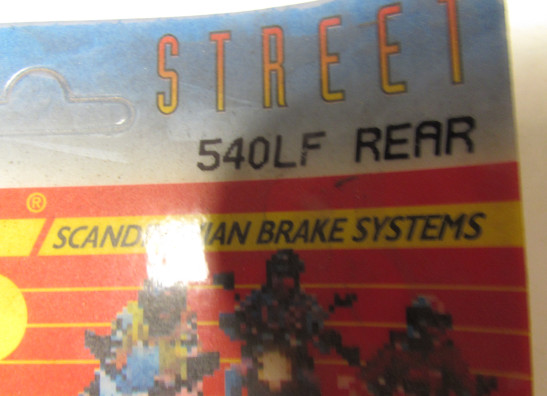 STREET
540LF REAR
®
BRAKE SYSTEMS